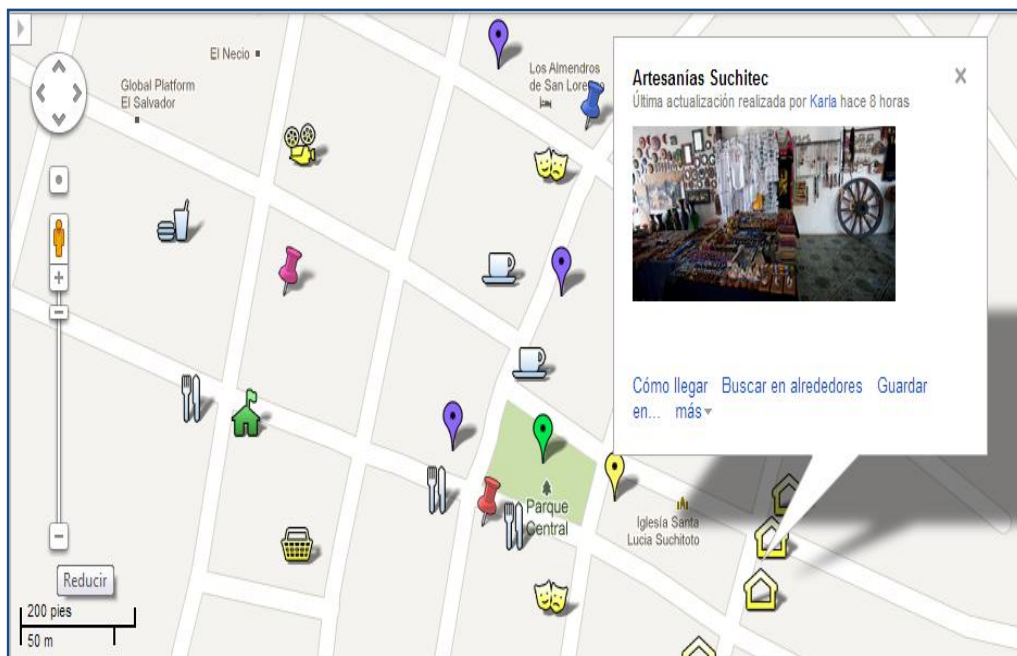 El Necio
Global Platform
El Salvador
Los Almendros
de San Lorenzo
Artesanías Suchitec
Última actualización realizada por Karla hace 8 horas
Cómo llegar Buscar en alrededores Guardar
en... más
Parque
Central
Iglesía Santa
Lucia Suchitoto
Reducir
200 pies
50 m